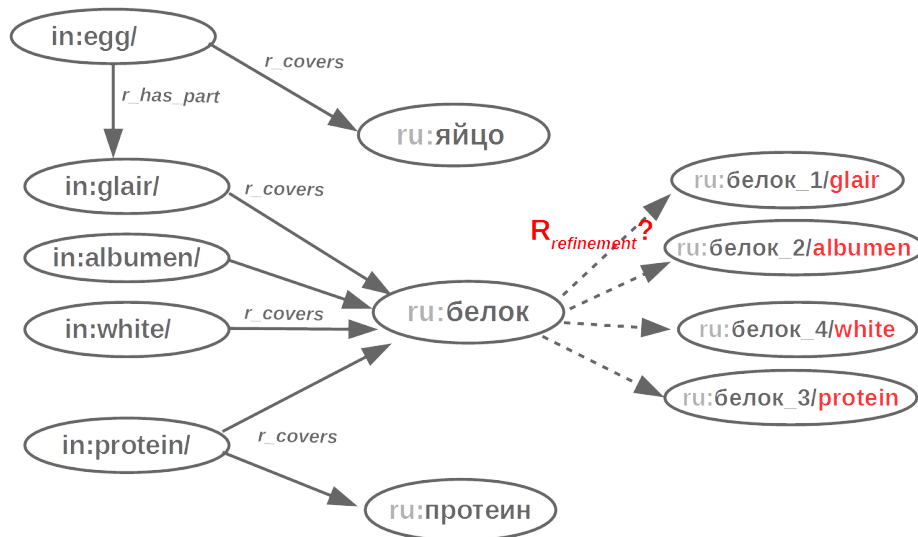 in:egg/
r_covers
r_has_part
ru:яйцо
in:glair/
r_covers
ru:белок_1/glair
R_refinement?
in:albumen/
ru:белок_2/albumen
in:white/
r_covers
ru:белок
ru:белок_4/white
ru:белок_3/protein
in:protein/
r_covers
ru:протеин